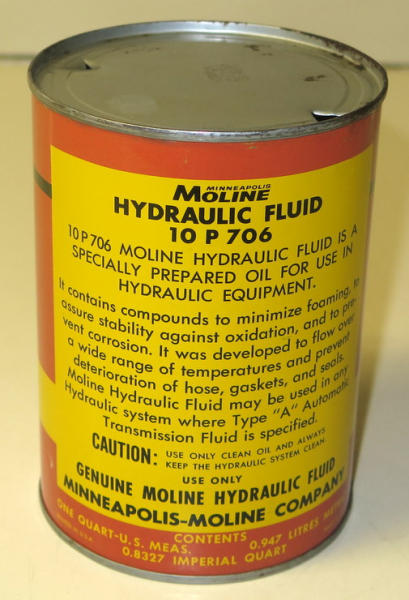 MINNEAPOLIS
MOLINE
HYDRAULIC FLUID
10 P 706
10 P 706 MOLINE HYDRAULIC FLUID IS A
SPECIALLY PREPARED OIL FOR USE IN
HYDRAULIC EQUIPMENT.
It contains compounds to minimize foaming, to
assure stability against oxidation, and to pre-
vent corrosion. It was developed to flow over
a wide range of temperatures and prevent
deterioration of hose, gaskets, and seals.
Moline Hydraulic Fluid may be used in any
Hydraulic system where Type "A" Automatic
Transmission Fluid is specified.
CAUTION: USE ONLY CLEAN OIL AND ALWAYS
KEEP THE HYDRAULIC SYSTEM CLEAN.
USE ONLY
GENUINE MOLINE HYDRAULIC FLUID
MINNEAPOLIS-MOLINE COMPANY
CONTENTS
ONE QUART-U.S. MEAS. 0.947 LITRES
0.8327 IMPERIAL QUART